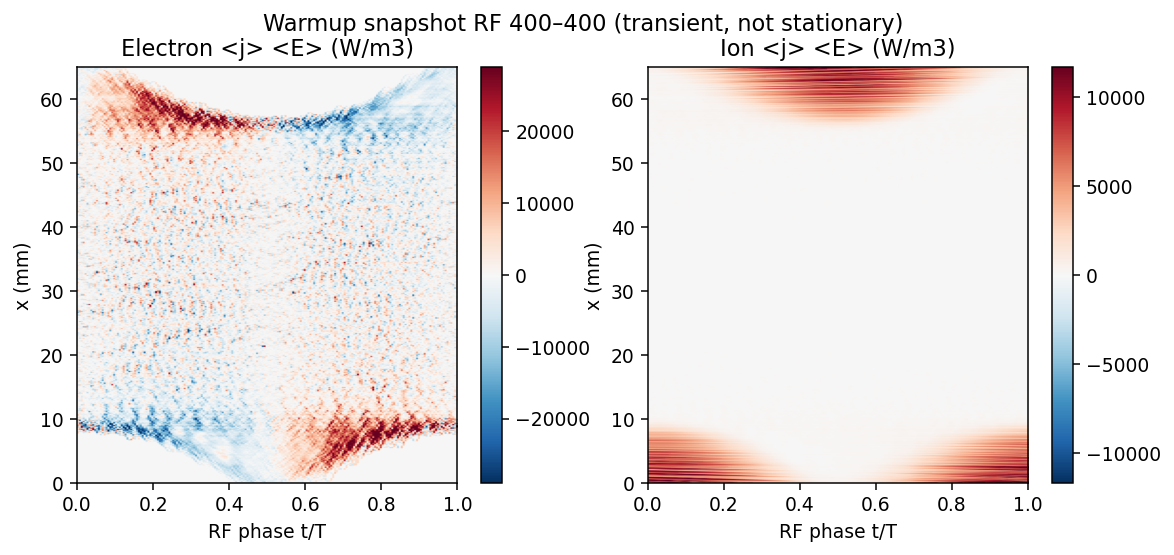 Warmup snapshot RF 400–400 (transient, not stationary)
Electron <j> <E> (W/m3)
Ion <j> <E> (W/m3)
x (mm)
60
50
40
30
20
10
0
0.0 0.2 0.4 0.6 0.8 1.0
RF phase t/T
20000
10000
0
−10000
−20000
x (mm)
60
50
40
30
20
10
0
0.0 0.2 0.4 0.6 0.8 1.0
RF phase t/T
10000
5000
0
−5000
−10000